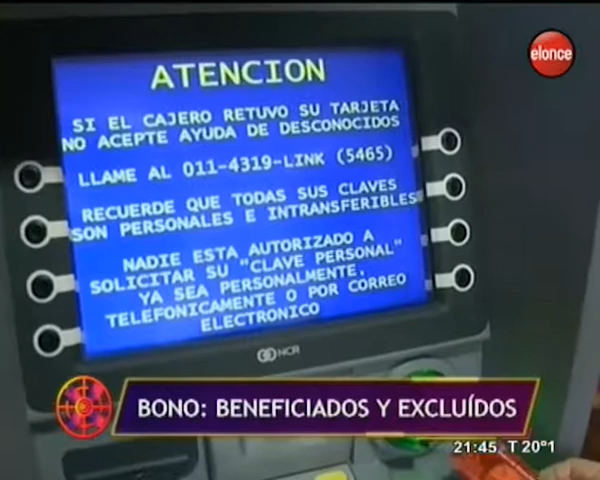 elonce
ATENCION
SI EL CAJERO RETUVO SU TARJETA
NO ACEPTE AYUDA DE DESCONOCIDOS
LLAME AL 011-4319-LINK (5465)
RECUERDE QUE TODAS SUS CLAVES
SON PERSONALES E INTRANSFERIBLES
NADIE ESTA AUTORIZADO A
SOLICITAR SU "CLAVE PERSONAL"
YA SEA PERSONALMENTE.
TELEFONICAMENTE O POR CORREO
ELECTRONICO
NCR
BONO: BENEFICIADOS Y EXCLUÍDOS
21:45 T 20°1